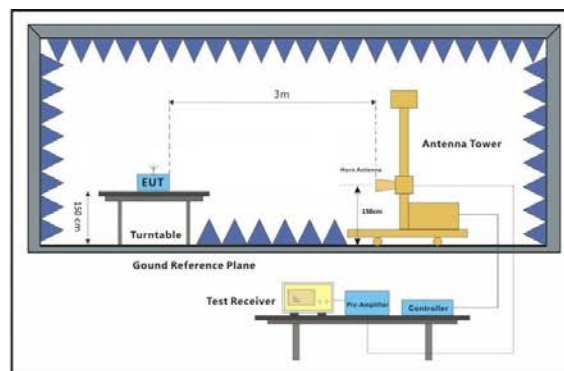 3m
Antenna Tower
Horn Antenna
EUT
150 cm
150cm
Turntable
Gound Reference Plane
Test Receiver
Pre-Amplifier
Controller